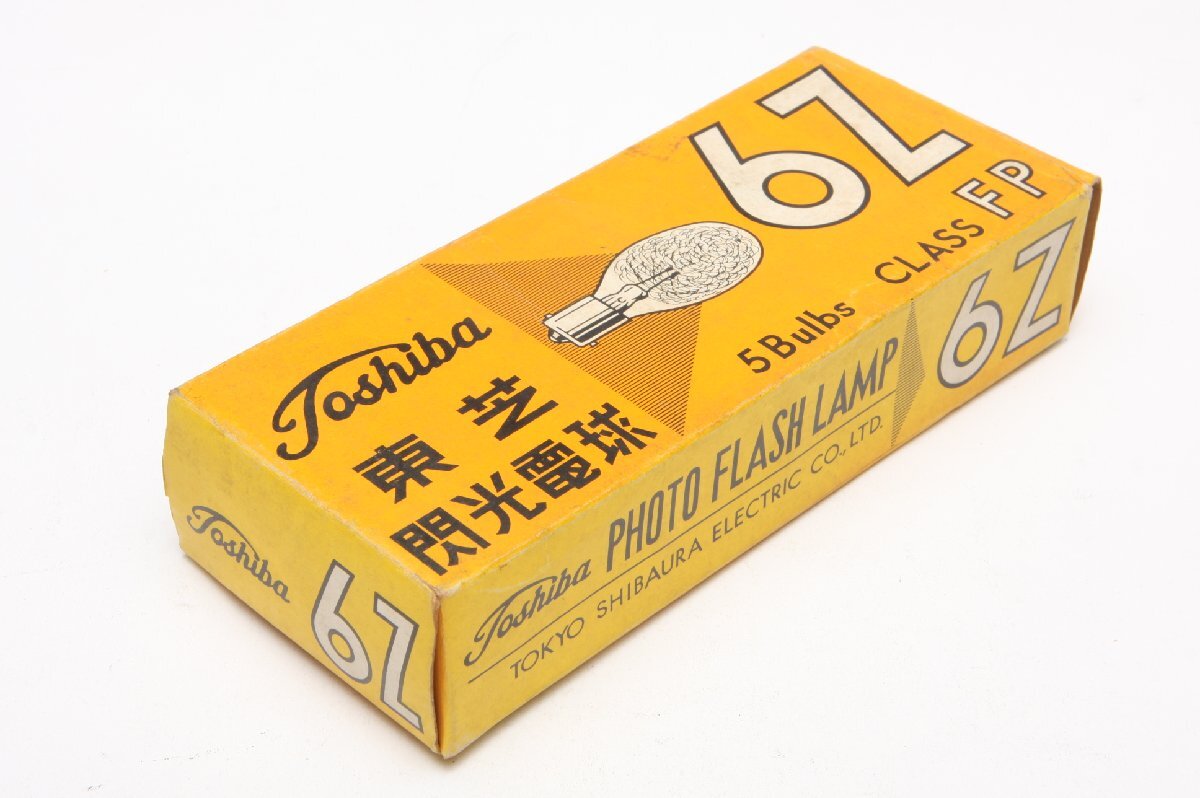 6Z
CLASS FP
5 Bulbs
Toshiba
東芝
閃光電球
Toshiba PHOTO FLASH LAMP
TOKYO SHIBAURA ELECTRIC CO., LTD.
6Z
Toshiba
6Z